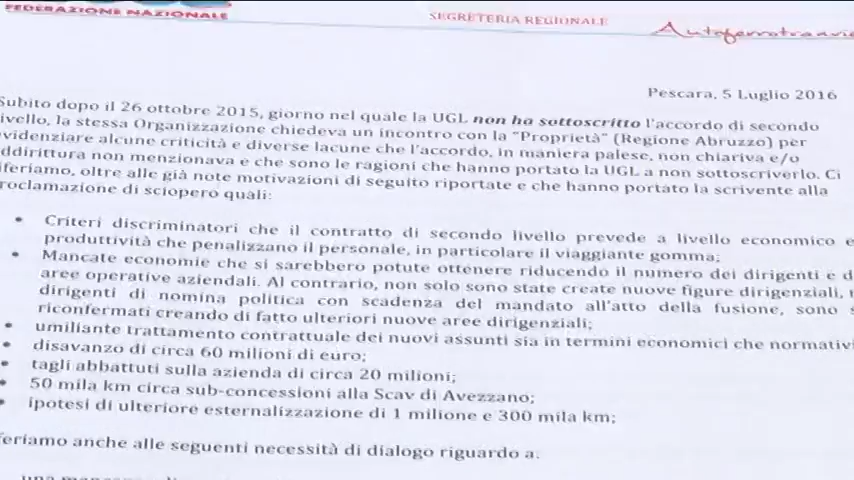 FEDERAZIONE NAZIONALE
SEGRETERIA REGIONALE
Autoferrotranvie
Pescara, 5 Luglio 2016
Subito dopo il 26 ottobre 2015, giorno nel quale la UGL non ha sottoscritto l'accordo di secondo
ivello, la stessa Organizzazione chiedeva un incontro con la "Proprietà" (Regione Abruzzo) per
videnziare alcune criticità e diverse lacune che l'accordo, in maniera palese, non chiariva e/o
ddirittura non menzionava e che sono le ragioni che hanno portato la UGL a non sottoscriverlo. Ci
iferiamo, oltre alle già note motivazioni di seguito riportate e che hanno portato la scrivente alla
roclamazione di sciopero quali:
• Criteri discriminatori che il contratto di secondo livello prevede a livello economico e
produttività che penalizzano il personale, in particolare il viaggiante gomma;
• Mancate economie che si sarebbero potute ottenere riducendo il numero dei dirigenti e d
aree operative aziendali. Al contrario, non solo sono state create nuove figure dirigenziali,
dirigenti di nomina politica con scadenza del mandato all'atto della fusione, sono s
riconfermati creando di fatto ulteriori nuove aree dirigenziali;
• umiliante trattamento contrattuale dei nuovi assunti sia in termini economici che normativi
• disavanzo di circa 60 milioni di euro;
• tagli abbattuti sulla azienda di circa 20 milioni;
• 50 mila km circa sub-concessioni alla Scav di Avezzano;
• ipotesi di ulteriore esternalizzazione di 1 milione e 300 mila km;
feriamo anche alle seguenti necessità di dialogo riguardo a.
una